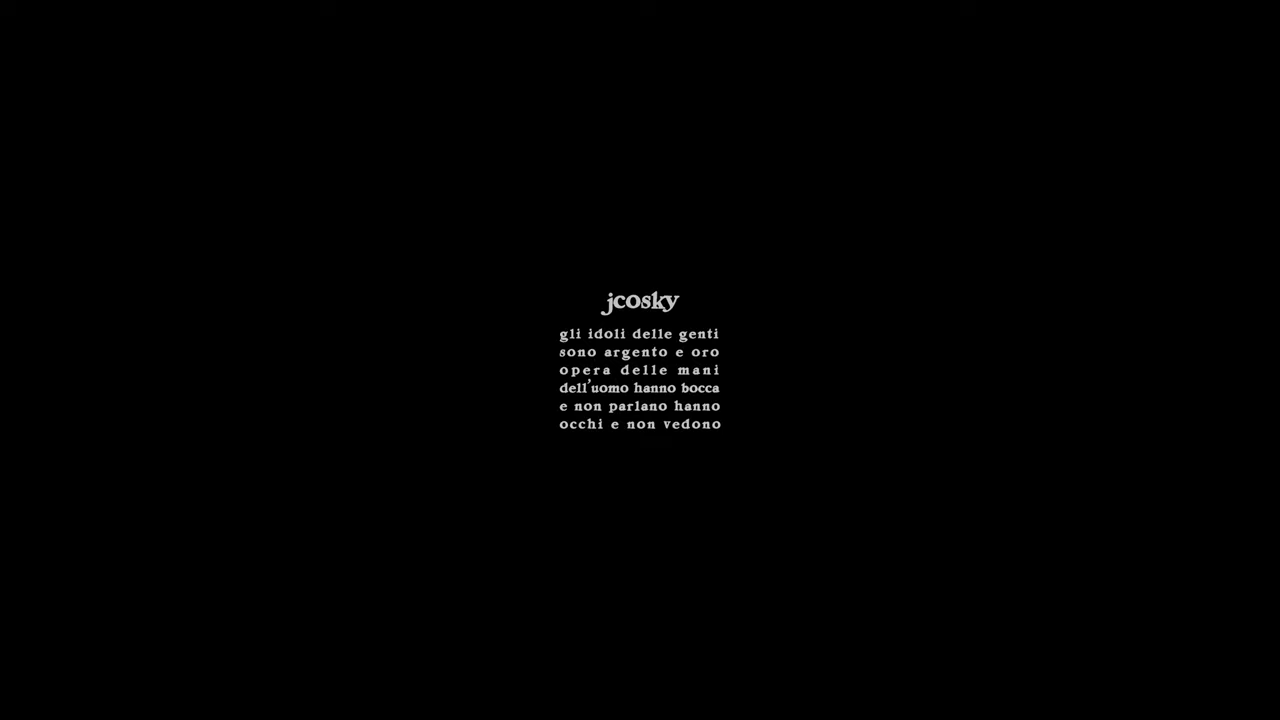 jcosky
gli idoli delle genti
sono argento e oro
opera delle mani
dell'uomo hanno bocca
e non parlano hanno
occhi e non vedono